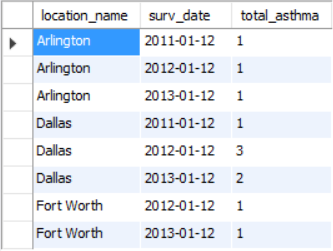 location_name surv_date total_asthma
Arlington 2011-01-12 1
Arlington 2012-01-12 1
Arlington 2013-01-12 1
Dallas 2011-01-12 1
Dallas 2012-01-12 3
Dallas 2013-01-12 2
Fort Worth 2012-01-12 1
Fort Worth 2013-01-12 1